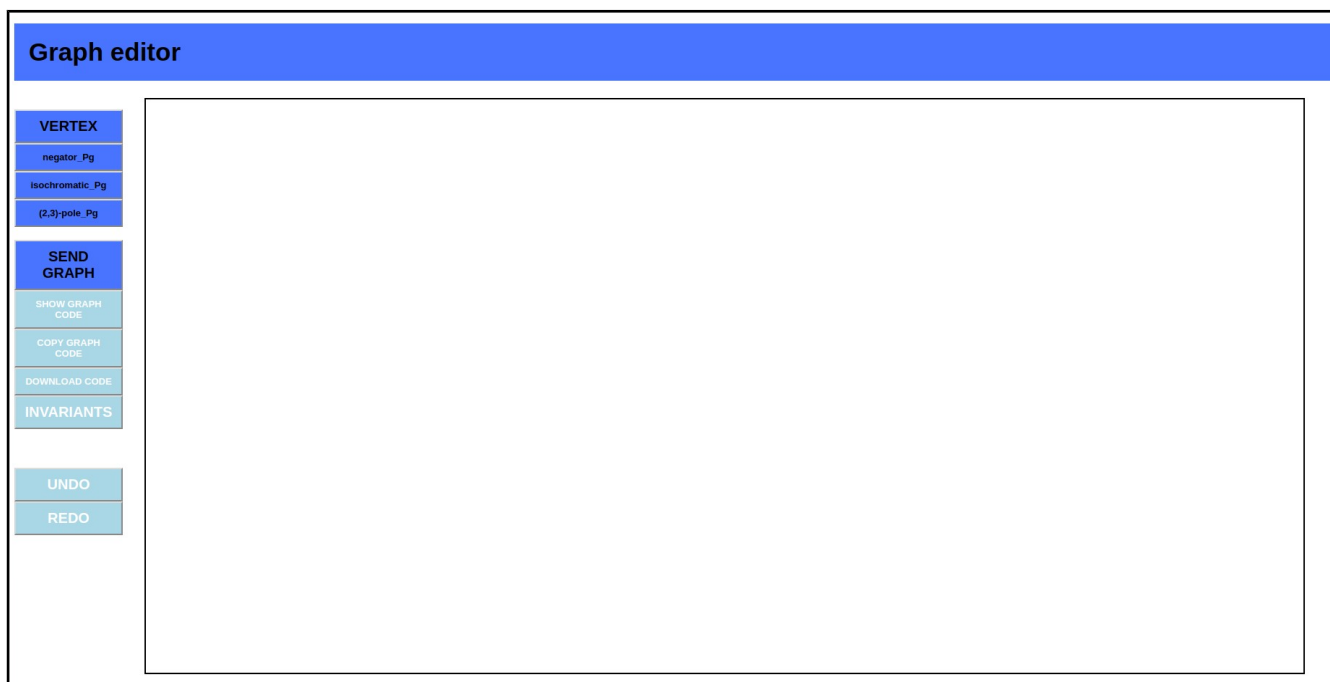 Graph editor
VERTEX
negator_Pg
isochromatic_Pg
(2,3)-pole_Pg
SEND
GRAPH
SHOW GRAPH
CODE
COPY GRAPH
CODE
DOWNLOAD CODE
INVARIANTS
UNDO
REDO